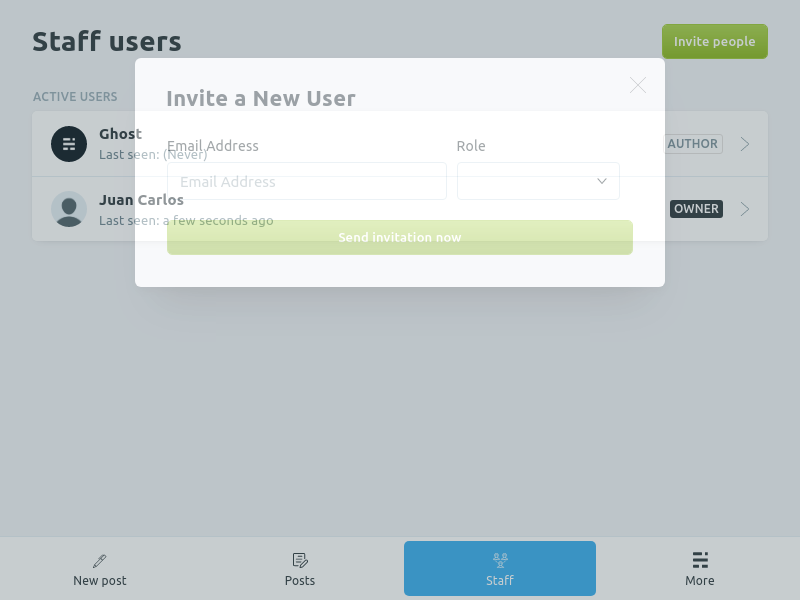 Staff users
Invite people
Invite a New User
ACTIVE USERS
Ghost
Last seen: (Never)
AUTHOR
Email Address
Role
Email Address
Juan Carlos
Last seen: a few seconds ago
OWNER
Send invitation now
New post
Posts
Staff
More